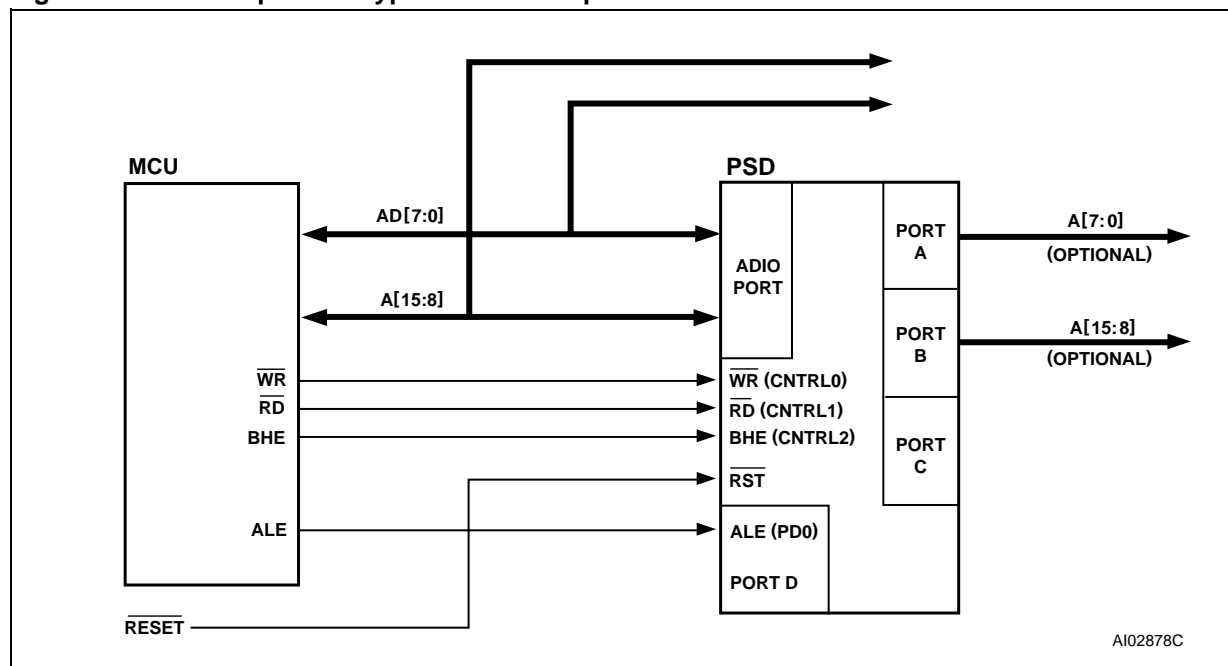 MCU
PSD
AD[7:0]
A[15:8]
WR
RD
BHE
ALE
RESET
ADIO
PORT
WR (CNTRL0)
RD (CNTRL1)
BHE (CNTRL2)
RST
ALE (PD0)
PORT D
PORT
A
PORT
B
PORT
C
A[7:0]
(OPTIONAL)
A[15:8]
(OPTIONAL)
AI02878C